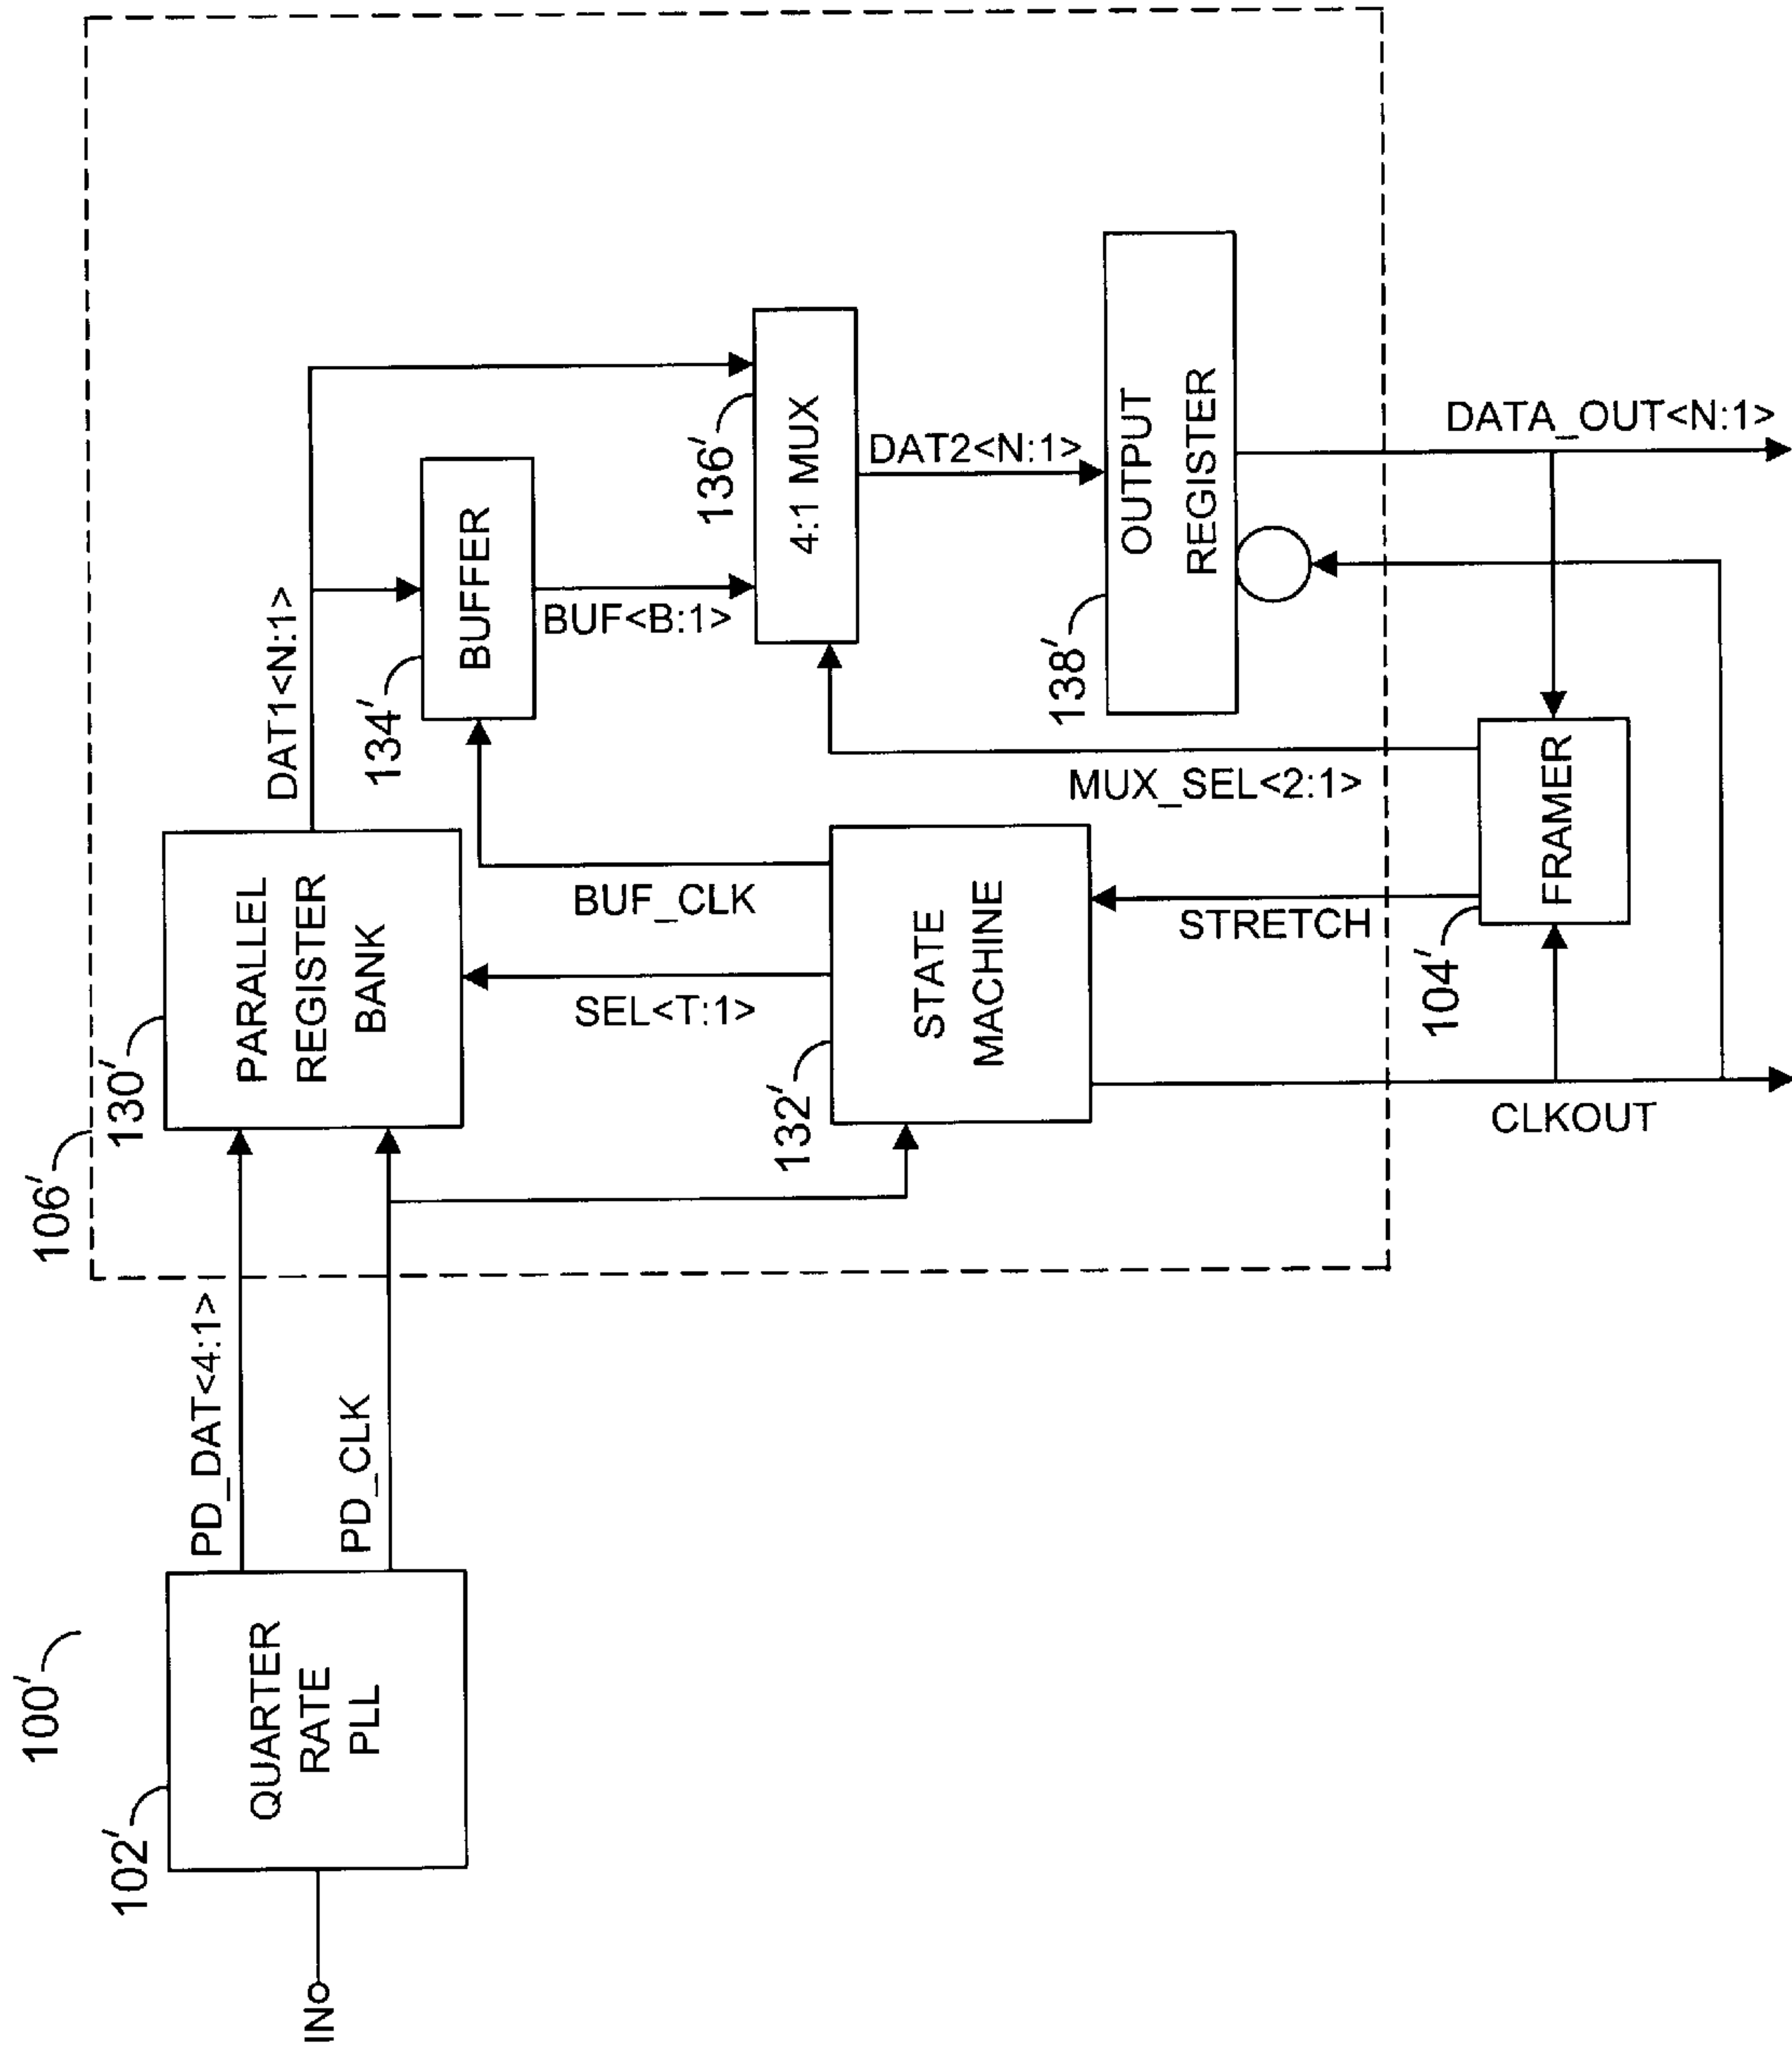 100′
102′
QUARTER
RATE
PLL
IN
PD_DAT<4:1>
PD_CLK
106′
130′
PARALLEL
REGISTER
BANK
DAT1<N:1>
134′
BUFFER
BUF<B:1>
136′
4:1 MUX
DAT2<N:1>
138′
OUTPUT
REGISTER
DATA_OUT<N:1>
BUF_CLK
SEL<T:1>
132′
STATE
MACHINE
MUX_SEL<2:1>
STRETCH
104′
FRAMER
CLKOUT